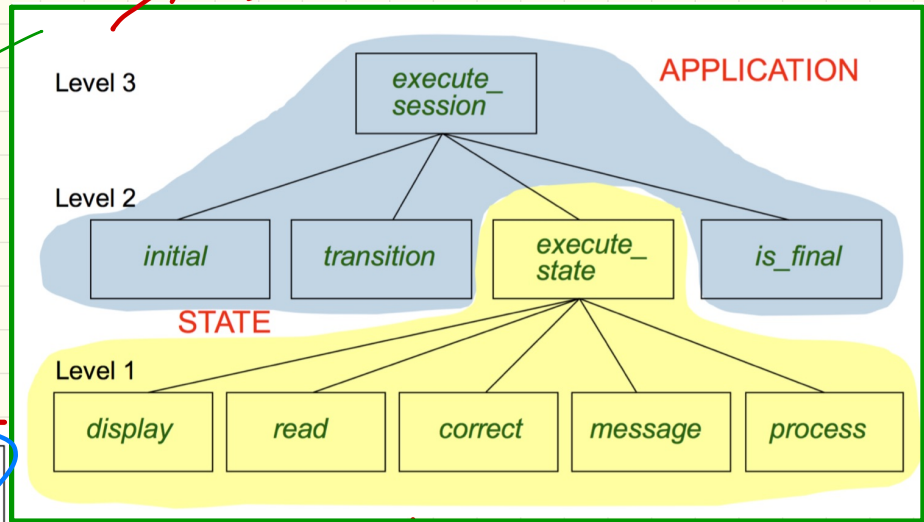 Level 3
execute_
session
APPLICATION
Level 2
initial
transition
execute_
state
is_final
STATE
Level 1
display
read
correct
message
process